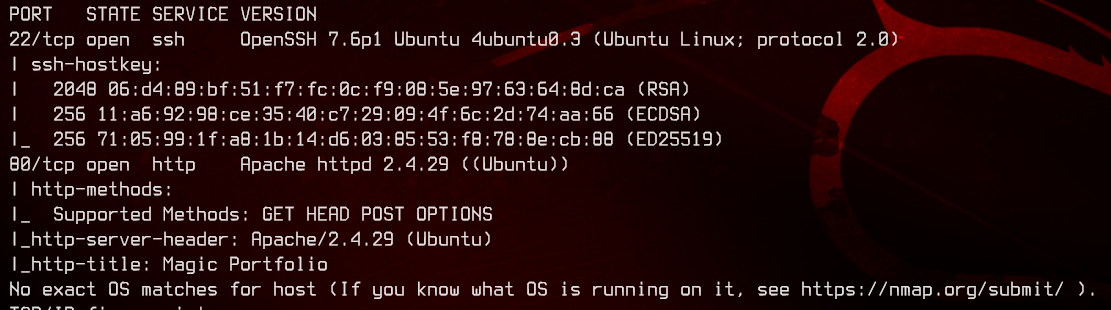 PORT   STATE SERVICE VERSION
22/tcp open  ssh     OpenSSH 7.6p1 Ubuntu 4ubuntu0.3 (Ubuntu Linux; protocol 2.0)
| ssh-hostkey:
|   2048 06:d4:89:bf:51:f7:fc:0c:f9:08:5e:97:63:64:8d:ca (RSA)
|   256 11:a6:92:98:ce:35:40:c7:29:09:4f:6c:2d:74:aa:66 (ECDSA)
|_  256 71:05:99:1f:a8:1b:14:d6:03:85:53:f8:78:8e:cb:88 (ED25519)
80/tcp open  http    Apache httpd 2.4.29 ((Ubuntu))
| http-methods:
|_  Supported Methods: GET HEAD POST OPTIONS
|_http-server-header: Apache/2.4.29 (Ubuntu)
|_http-title: Magic Portfolio
No exact OS matches for host (If you know what OS is running on it, see https://nmap.org/submit/ ).